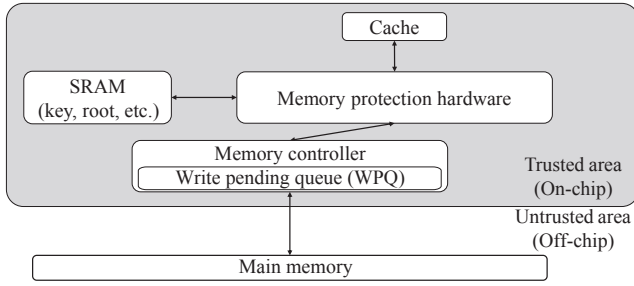 Cache
SRAM
(key, root, etc.)
Memory protection hardware
Memory controller
Write pending queue (WPQ)
Trusted area
(On-chip)
Untrusted area
(Off-chip)
Main memory